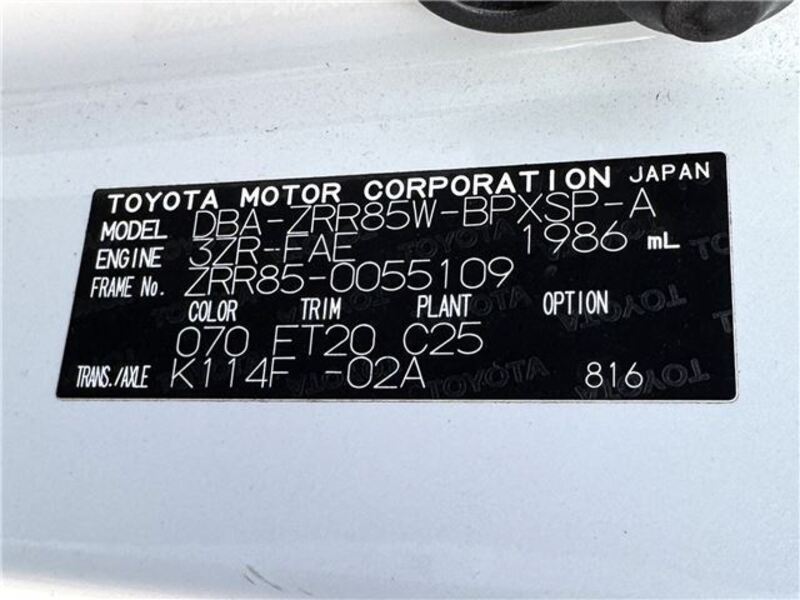 TOYOTA MOTOR CORPORATION JAPAN
MODEL DBA-ZRR85W-BPXSP-A
ENGINE 3ZR-FAE 1986 mL
FRAME No. ZRR85-0055109
COLOR TRIM PLANT OPTION
070 FT20 C25
TRANS./AXLE K114F -02A 816